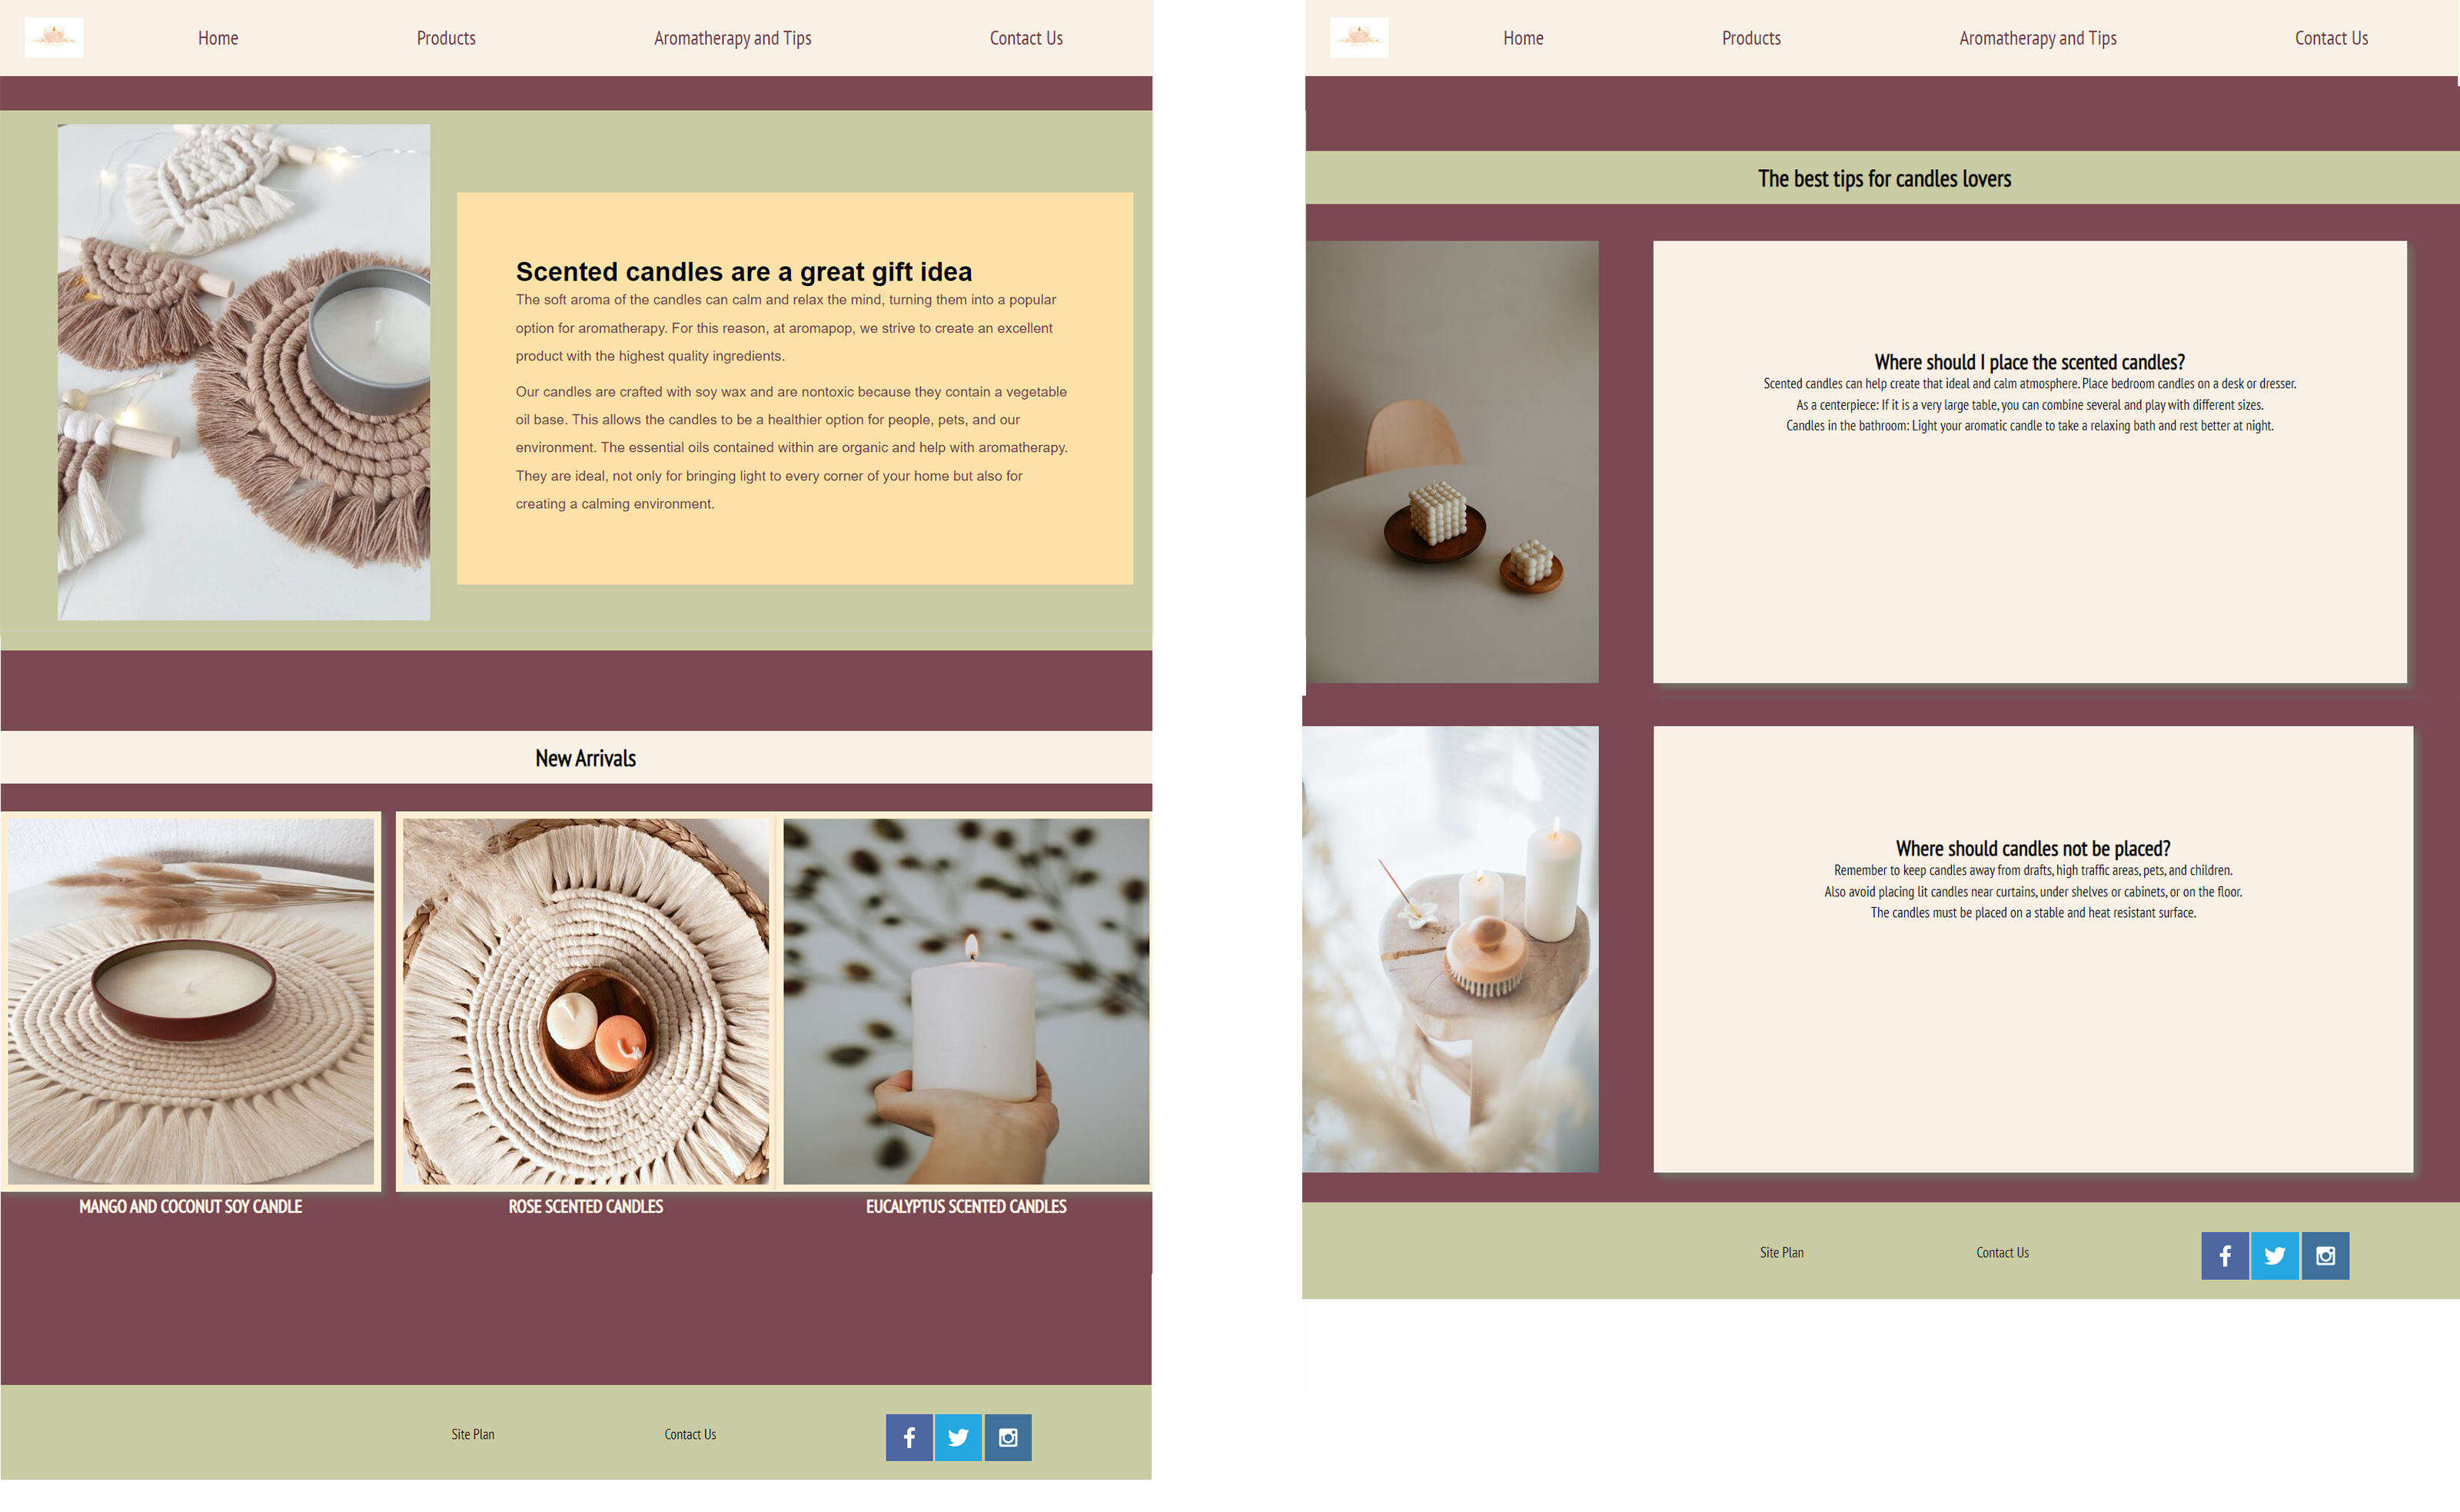 Home Products Aromatherapy and Tips Contact Us
Scented candles are a great gift idea
The soft aroma of the candles can calm and relax the mind, turning them into a popular
option for aromatherapy. For this reason, at aromapop, we strive to create an excellent
product with the highest quality ingredients.
Our candles are crafted with soy wax and are nontoxic because they contain a vegetable
oil base. This allows the candles to be a healthier option for people, pets, and our
environment. The essential oils contained within are organic and help with aromatherapy.
They are ideal, not only for bringing light to every corner of your home but also for
creating a calming environment.
New Arrivals
MANGO AND COCONUT SOY CANDLE
ROSE SCENTED CANDLES
EUCALYPTUS SCENTED CANDLES
Site Plan Contact Us
Home Products Aromatherapy and Tips Contact Us
The best tips for candles lovers
Where should I place the scented candles?
Scented candles can help create that ideal and calm atmosphere. Place bedroom candles on a desk or dresser.
As a centerpiece: If it is a very large table, you can combine several and play with different sizes.
Candles in the bathroom: Light your aromatic candle to take a relaxing bath and rest better at night.
Where should candles not be placed?
Remember to keep candles away from drafts, high traffic areas, pets, and children.
Also avoid placing lit candles near curtains, under shelves or cabinets, or on the floor.
The candles must be placed on a stable and heat resistant surface.
Site Plan Contact Us